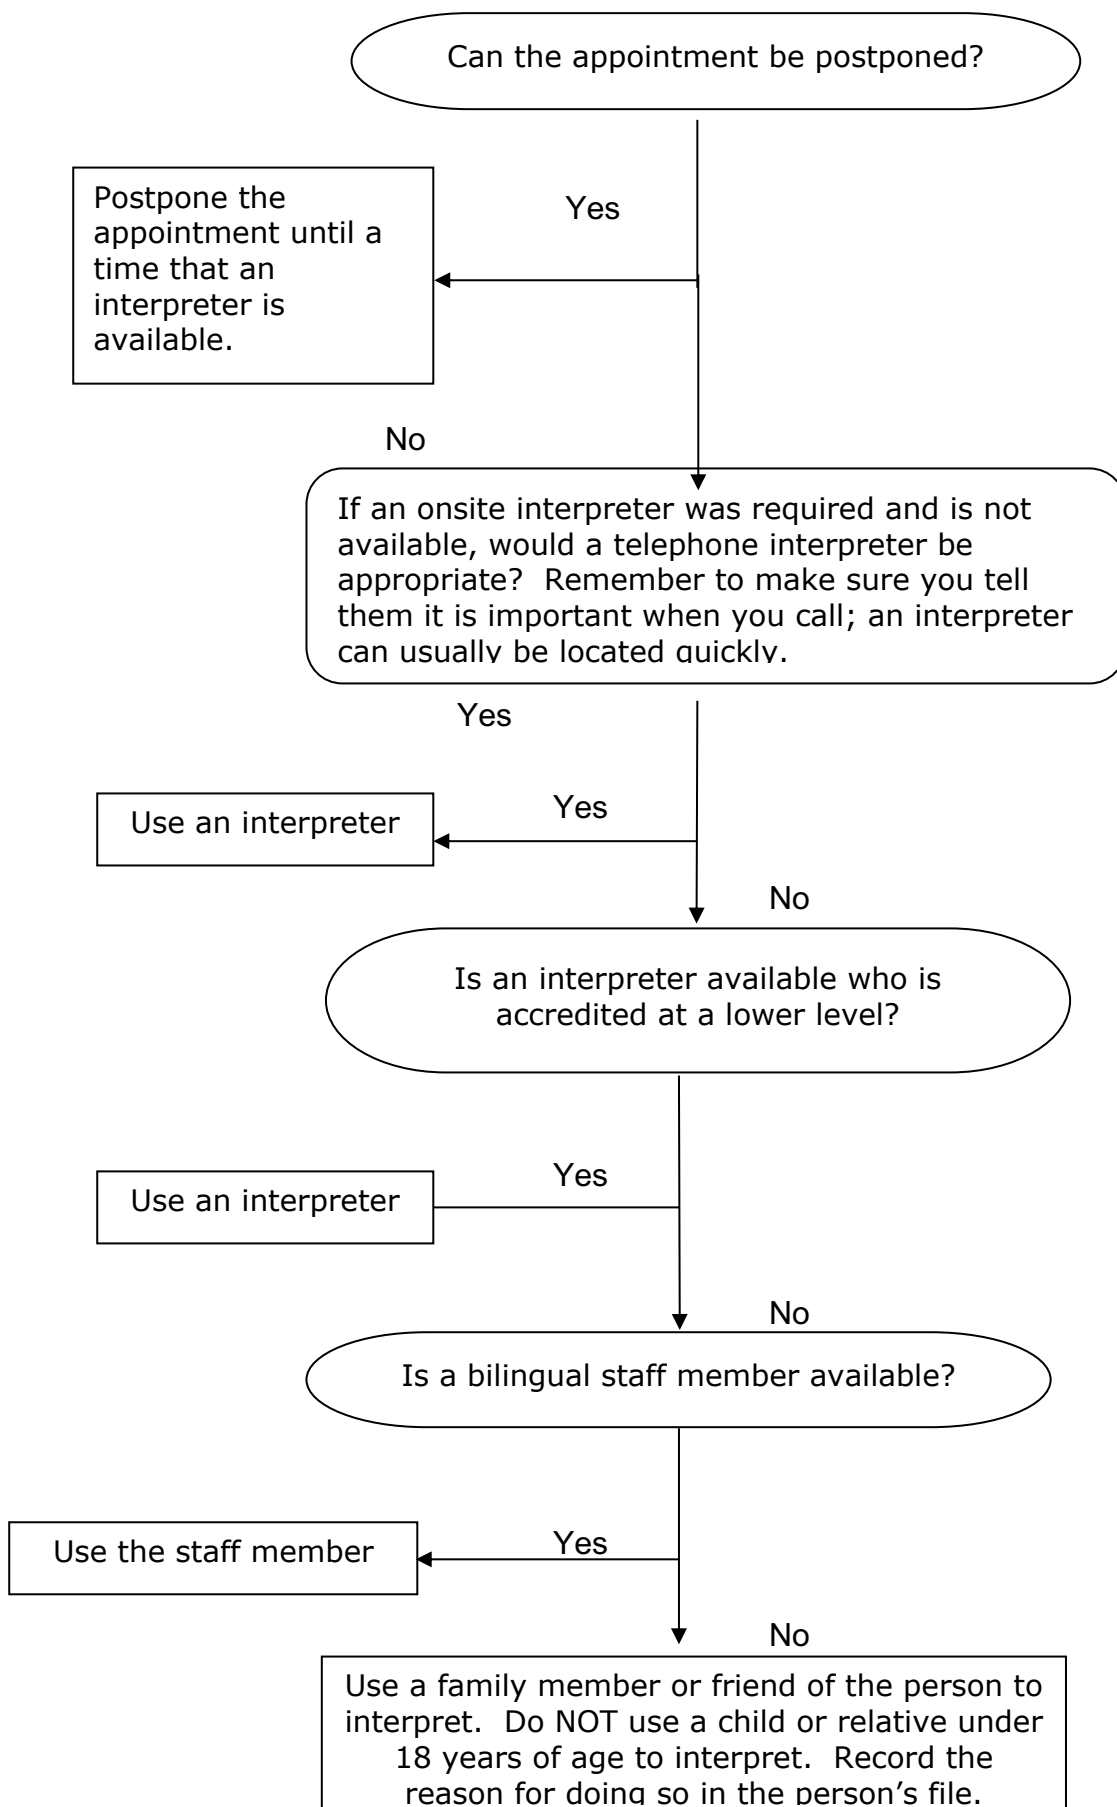 Can the appointment be postponed?
Yes
Postpone the
appointment until a
time that an
interpreter is
available.
No
If an onsite interpreter was required and is not
available, would a telephone interpreter be
appropriate?  Remember to make sure you tell
them it is important when you call; an interpreter
can usually be located quickly.
Yes
Yes
Use an interpreter
No
Is an interpreter available who is
accredited at a lower level?
Yes
Use an interpreter
No
Is a bilingual staff member available?
Yes
Use the staff member
No
Use a family member or friend of the person to
interpret.  Do NOT use a child or relative under
18 years of age to interpret.  Record the
reason for doing so in the person’s file.